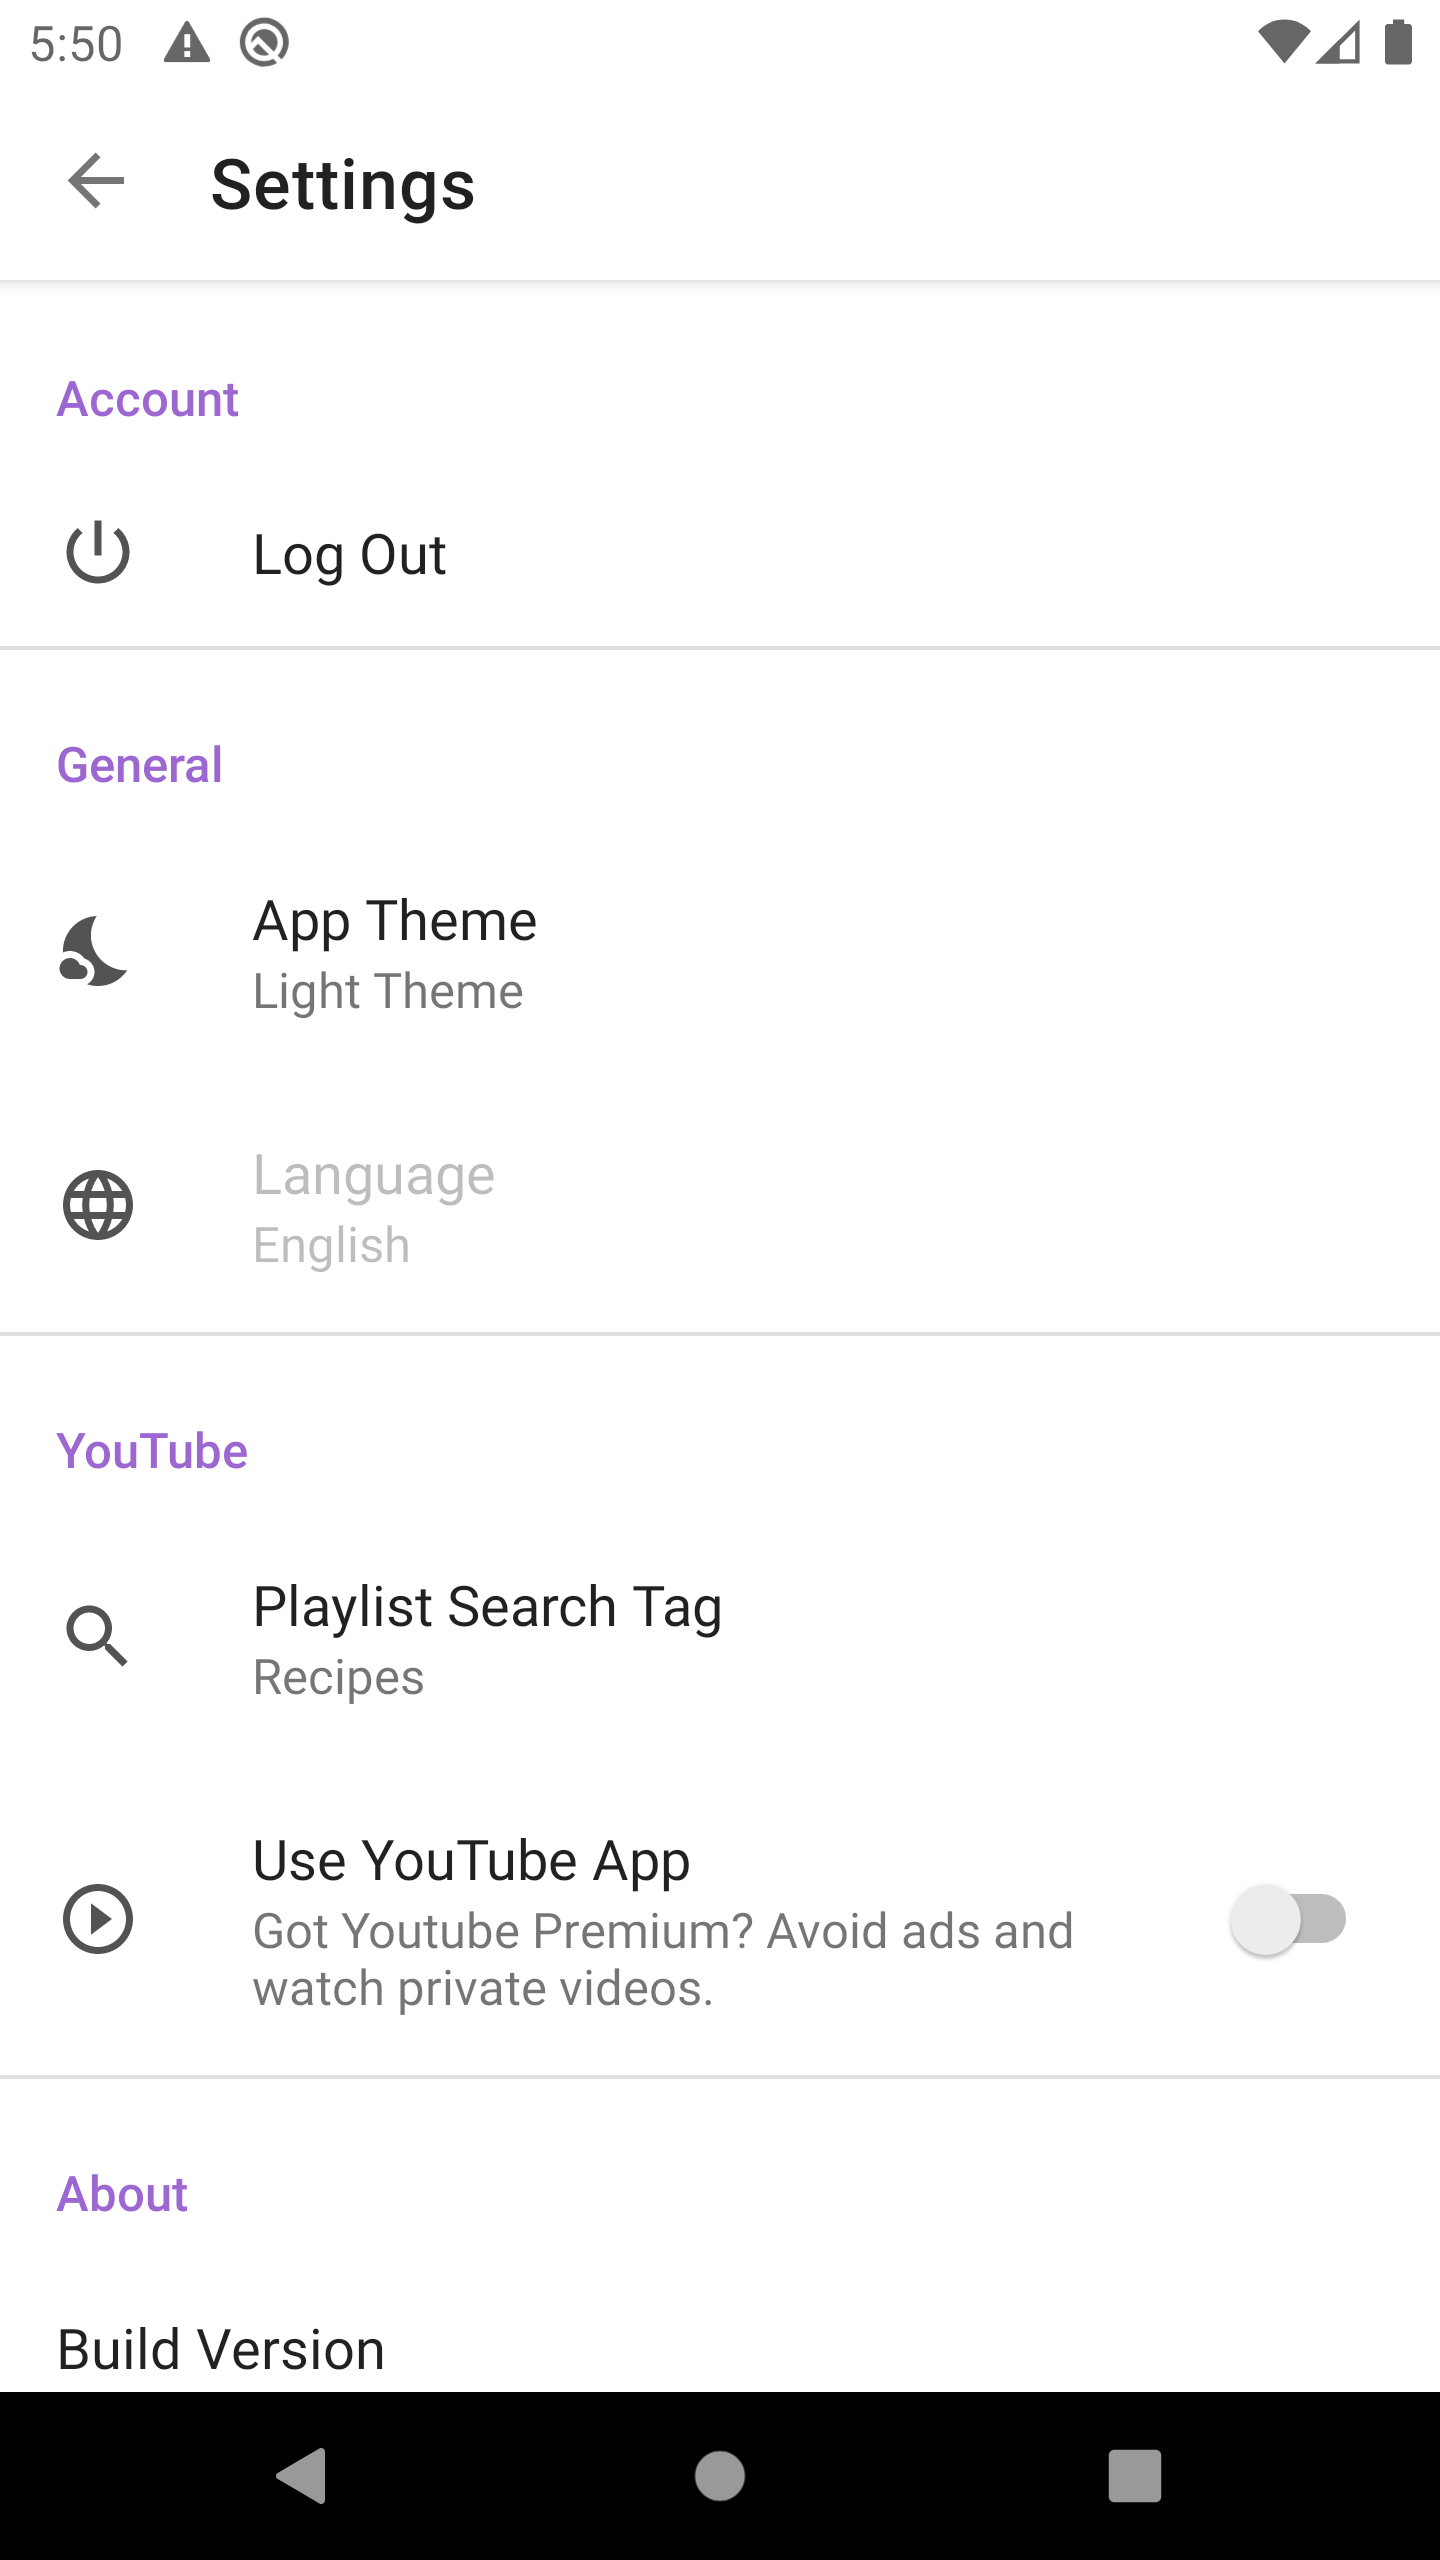 5:50
Settings
Account
Log Out
General
App Theme
Light Theme
Language
English
YouTube
Playlist Search Tag
Recipes
Use YouTube App
Got Youtube Premium? Avoid ads and
watch private videos.
About
Build Version